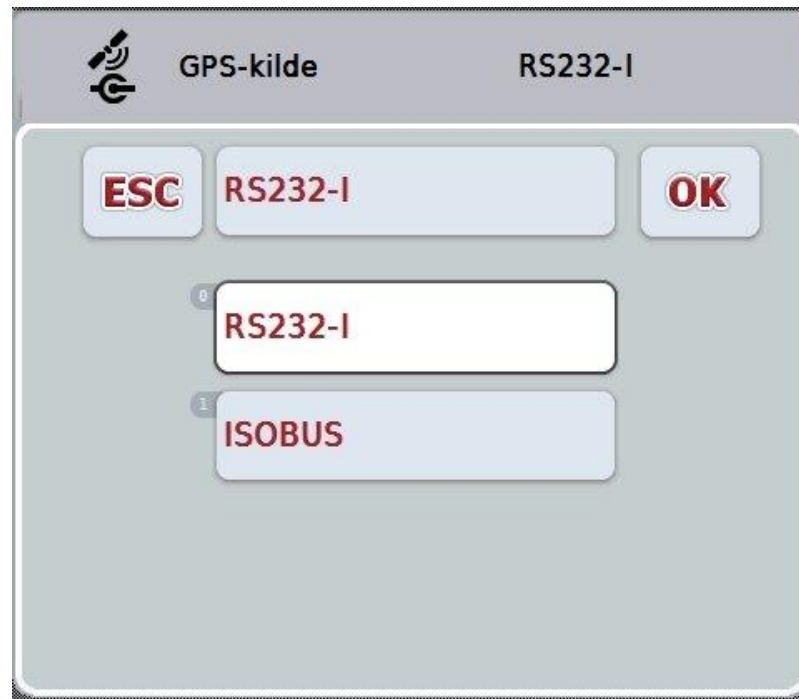 GPS-kilde RS232-I
ESC RS232-I OK
0
RS232-I
1
ISOBUS